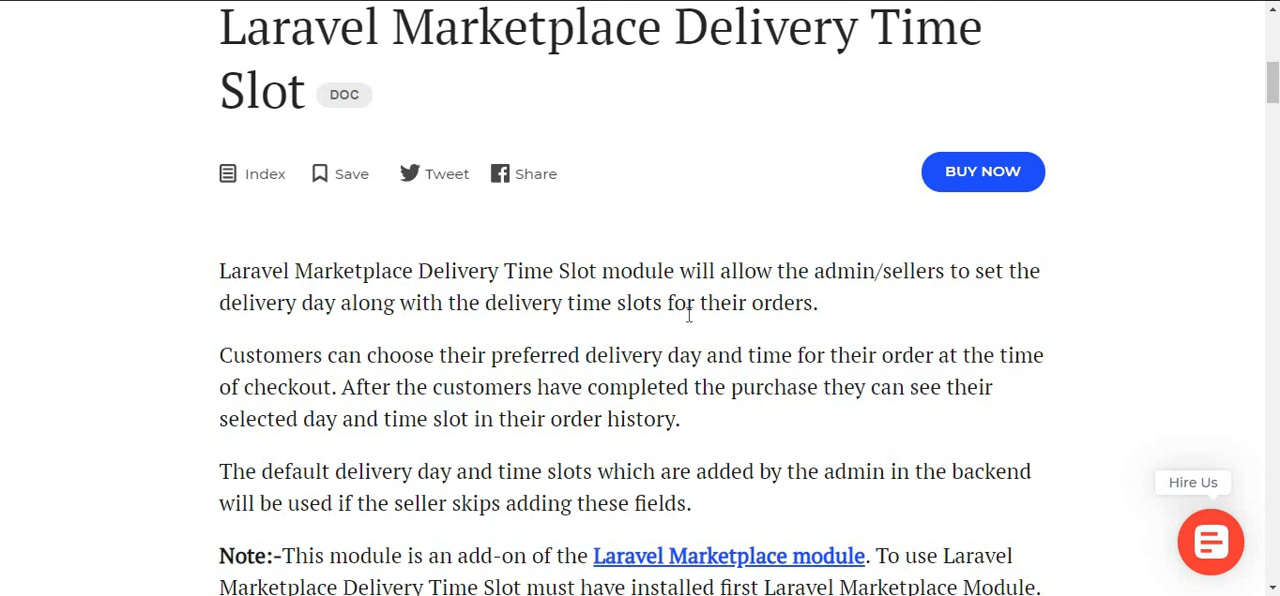 Laravel Marketplace Delivery Time
Slot DOC
Index Save Tweet Share BUY NOW
Laravel Marketplace Delivery Time Slot module will allow the admin/sellers to set the
delivery day along with the delivery time slots for their orders.
Customers can choose their preferred delivery day and time for their order at the time
of checkout. After the customers have completed the purchase they can see their
selected day and time slot in their order history.
The default delivery day and time slots which are added by the admin in the backend
will be used if the seller skips adding these fields.
Hire Us
Note:-This module is an add-on of the Laravel Marketplace module. To use Laravel
Marketplace Delivery Time Slot must have installed first Laravel Marketplace Module.